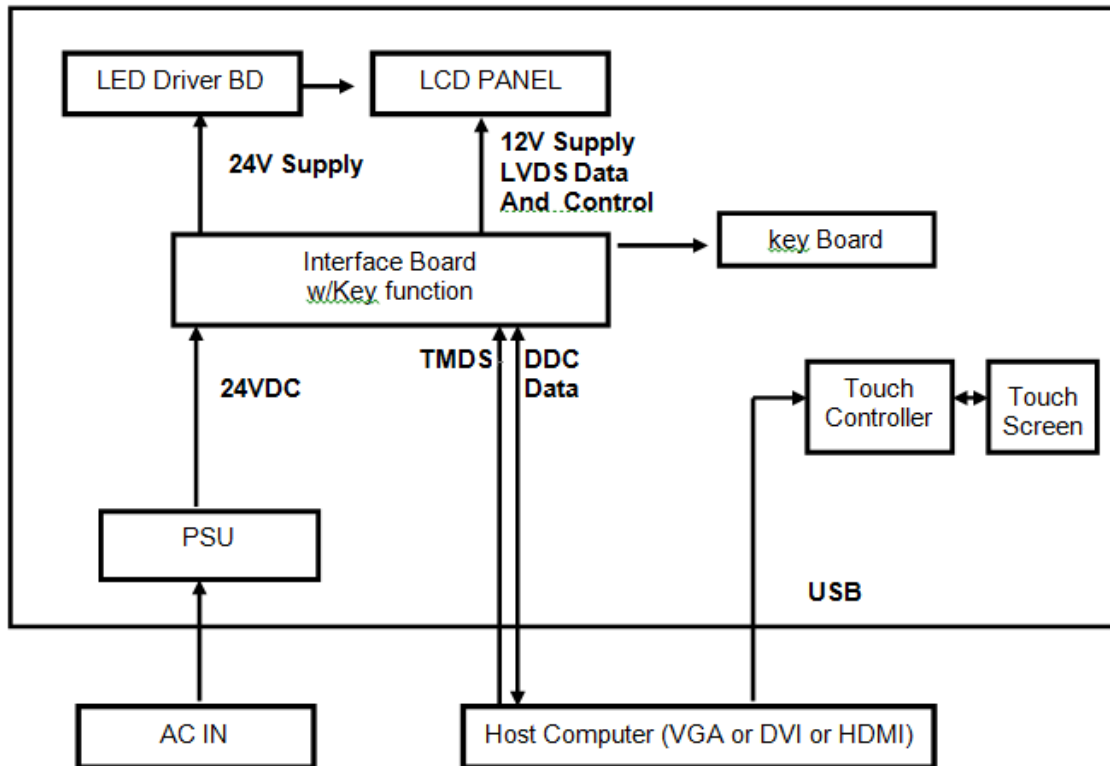 LED Driver BD
LCD PANEL
24V Supply
12V Supply
LVDS Data
And Control
key Board
Interface Board
w/Key function
TMDS
DDC
Data
24VDC
Touch
Controller
Touch
Screen
PSU
USB
AC IN
Host Computer (VGA or DVI or HDMI)